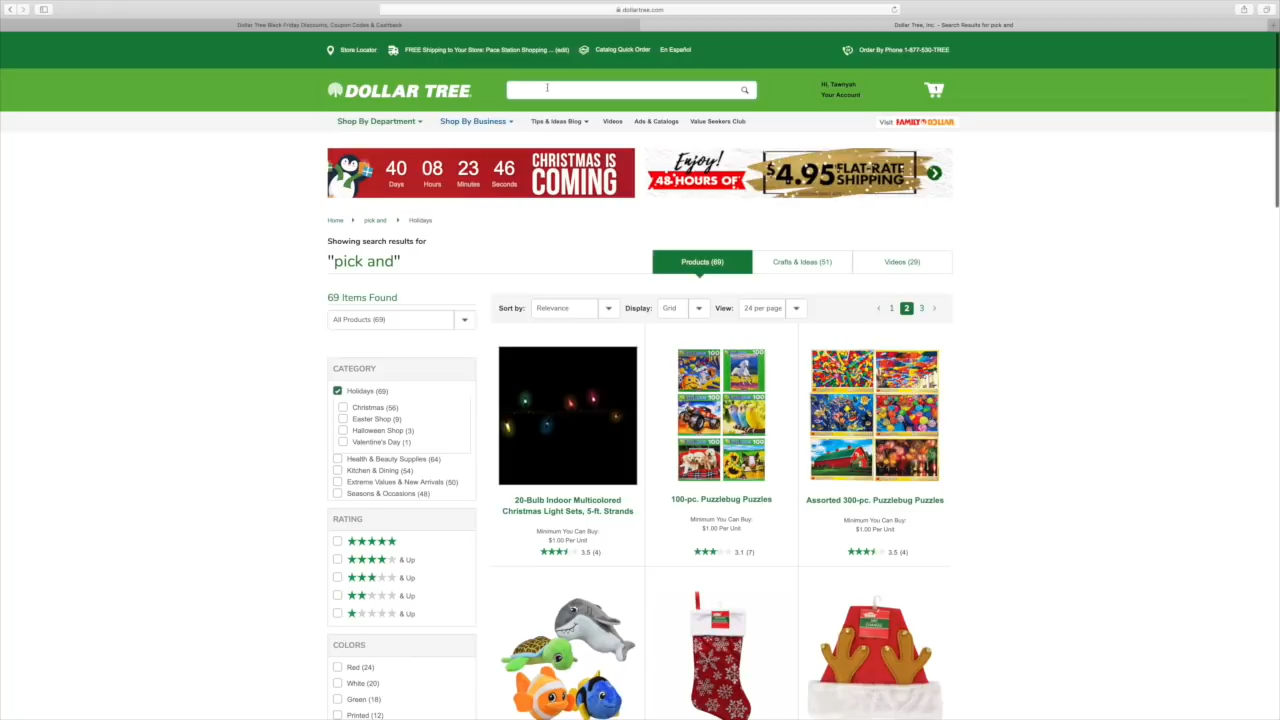 dollartree.com
Dollar Tree Black Friday Discounts, Coupon Codes & Cashback
Dollar Tree, Inc. - Search Results for pick and
Store Locator
FREE Shipping to Your Store: Pace Station Shopping ... (edit)
Catalog Quick Order
En Español
Order By Phone 1-877-530-TREE
DOLLAR TREE
Hi, Tawnyah
Your Account
1
Shop By Department
Shop By Business
Tips & Ideas Blog
Videos
Ads & Catalogs
Value Seekers Club
Visit FAMILY DOLLAR
40 08 23 46
Days Hours Minutes Seconds
CHRISTMAS IS
COMING
Enjoy!
48 HOURS OF
$4.95 FLAT-RATE
SHIPPING
Home
pick and
Holidays
Showing search results for
"pick and"
Products (69)
Crafts & Ideas (51)
Videos (29)
69 Items Found
All Products (69)
Sort by: Relevance
Display: Grid
View: 24 per page
1 2 3
CATEGORY
Holidays (69)
Christmas (56)
Easter Shop (9)
Halloween Shop (3)
Valentine's Day (1)
Health & Beauty Supplies (64)
Kitchen & Dining (54)
Extreme Values & New Arrivals (50)
Seasons & Occasions (48)
RATING
& Up
& Up
& Up
& Up
COLORS
Red (24)
White (20)
Green (18)
Printed (12)
20-Bulb Indoor Multicolored
Christmas Light Sets, 5-ft. Strands
Minimum You Can Buy:
$1.00 Per Unit
3.5 (4)
100
100
100
100
100
100-pc. Puzzlebug Puzzles
Minimum You Can Buy:
$1.00 Per Unit
3.1 (7)
Assorted 300-pc. Puzzlebug Puzzles
Minimum You Can Buy:
$1.00 Per Unit
3.5 (4)